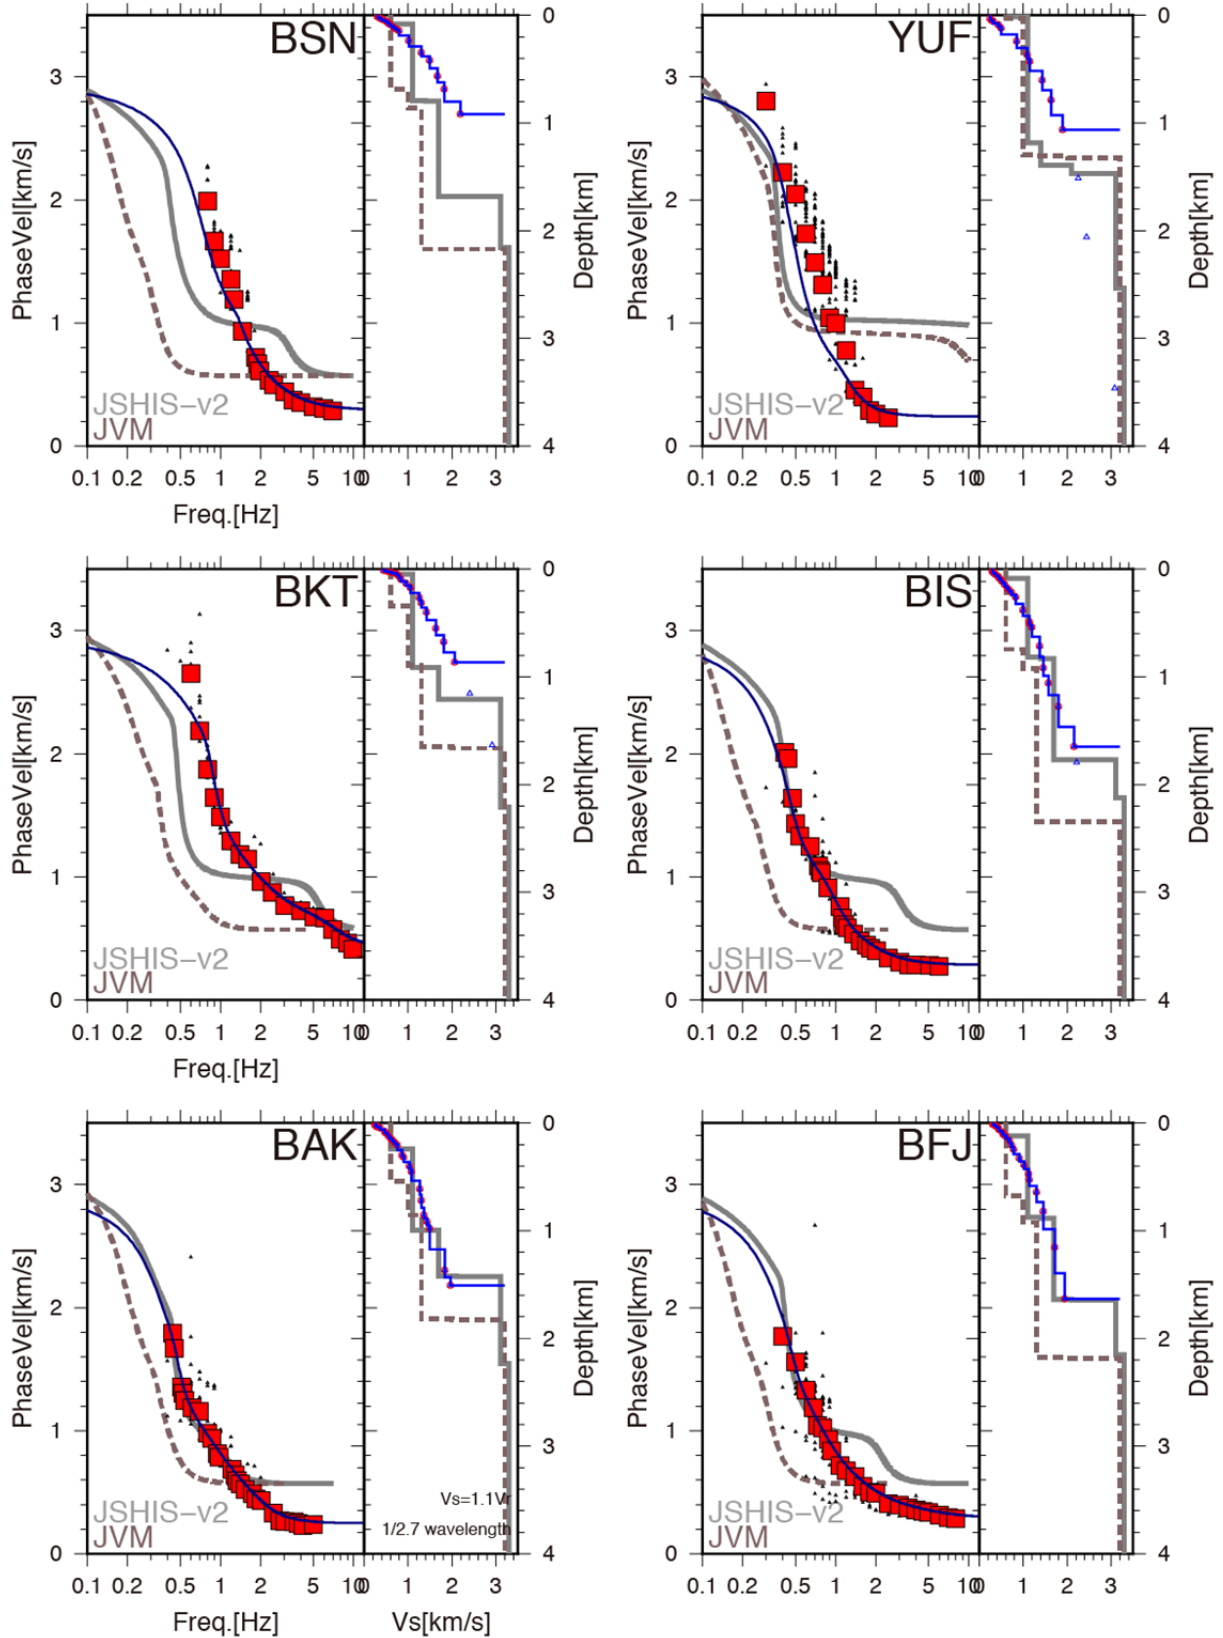 BSN
0
3
PhaseVel[km/s]
2
1
0
1
2
3
4
Depth[km]
JSHIS−v2
JVM
0.1 0.2 0.5 1 2 5 10
0 1 2 3
Freq.[Hz]
YUF
0
3
PhaseVel[km/s]
2
1
0
1
2
3
4
Depth[km]
JSHIS−v2
JVM
0.1 0.2 0.5 1 2 5 10
0 1 2 3
BKT
0
3
PhaseVel[km/s]
2
1
0
1
2
3
4
Depth[km]
JSHIS−v2
JVM
0.1 0.2 0.5 1 2 5 10
0 1 2 3
Freq.[Hz]
BIS
0
3
PhaseVel[km/s]
2
1
0
1
2
3
4
Depth[km]
JSHIS−v2
JVM
0.1 0.2 0.5 1 2 5 10
0 1 2 3
BAK
0
3
PhaseVel[km/s]
2
1
0
1
2
3
4
Depth[km]
JSHIS−v2
JVM
Vs=1.1Vr
1/2.7 wavelength
0.1 0.2 0.5 1 2 5 10
0 1 2 3
Freq.[Hz]
Vs[km/s]
BFJ
0
3
PhaseVel[km/s]
2
1
0
1
2
3
4
Depth[km]
JSHIS−v2
JVM
0.1 0.2 0.5 1 2 5 10
0 1 2 3